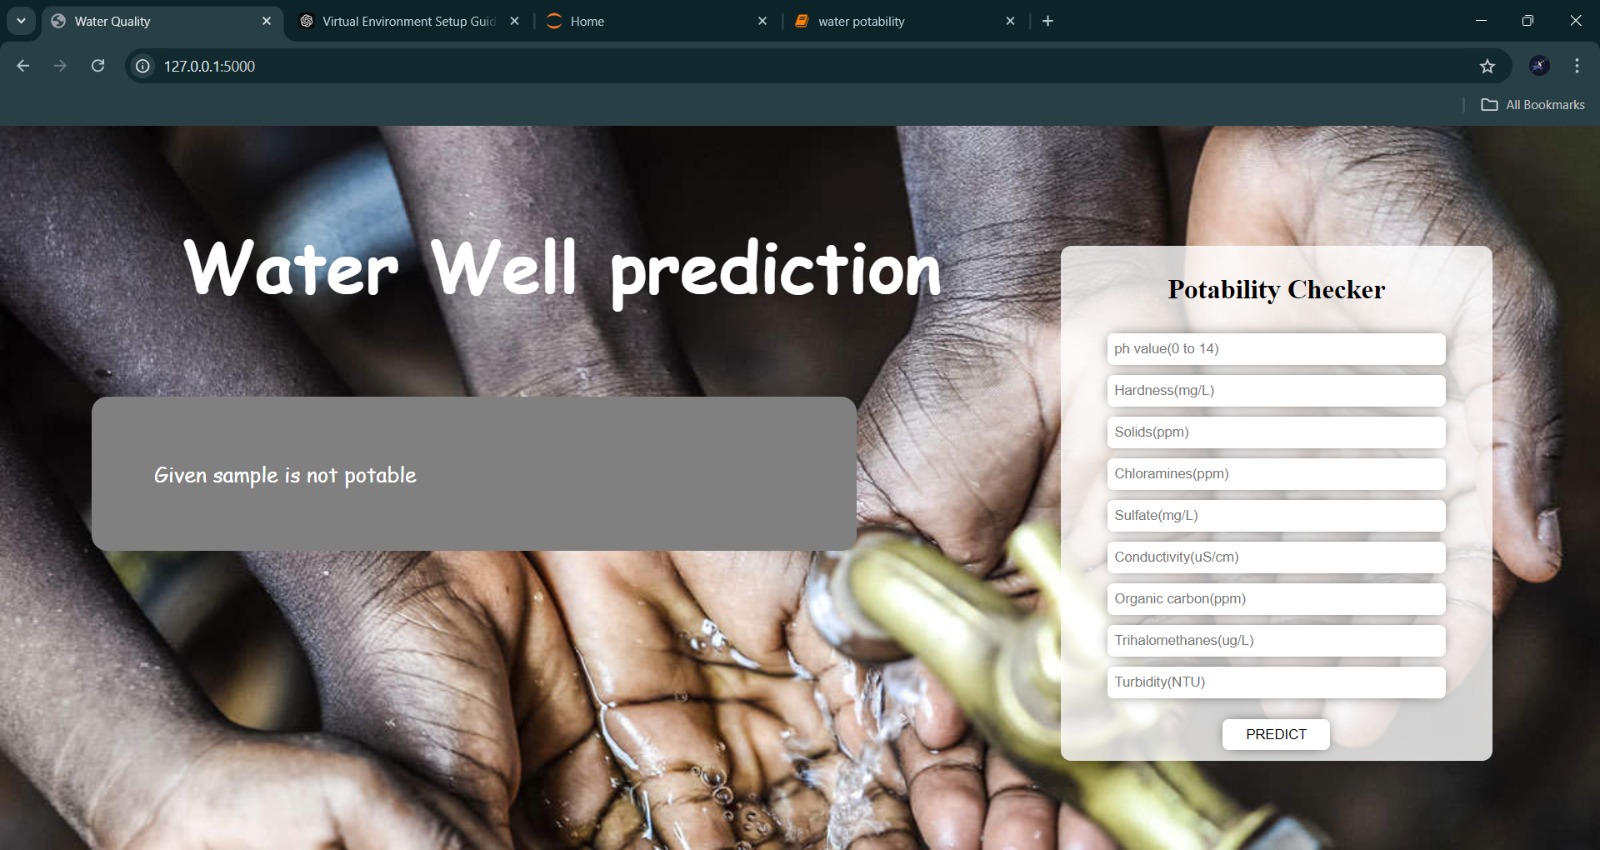 Water Quality
Virtual Environment Setup Guid
Home
water potability
127.0.0.1:5000
All Bookmarks
Water Well prediction
Given sample is not potable
Potability Checker
ph value(0 to 14)
Hardness(mg/L)
Solids(ppm)
Chloramines(ppm)
Sulfate(mg/L)
Conductivity(uS/cm)
Organic carbon(ppm)
Trihalomethanes(ug/L)
Turbidity(NTU)
PREDICT